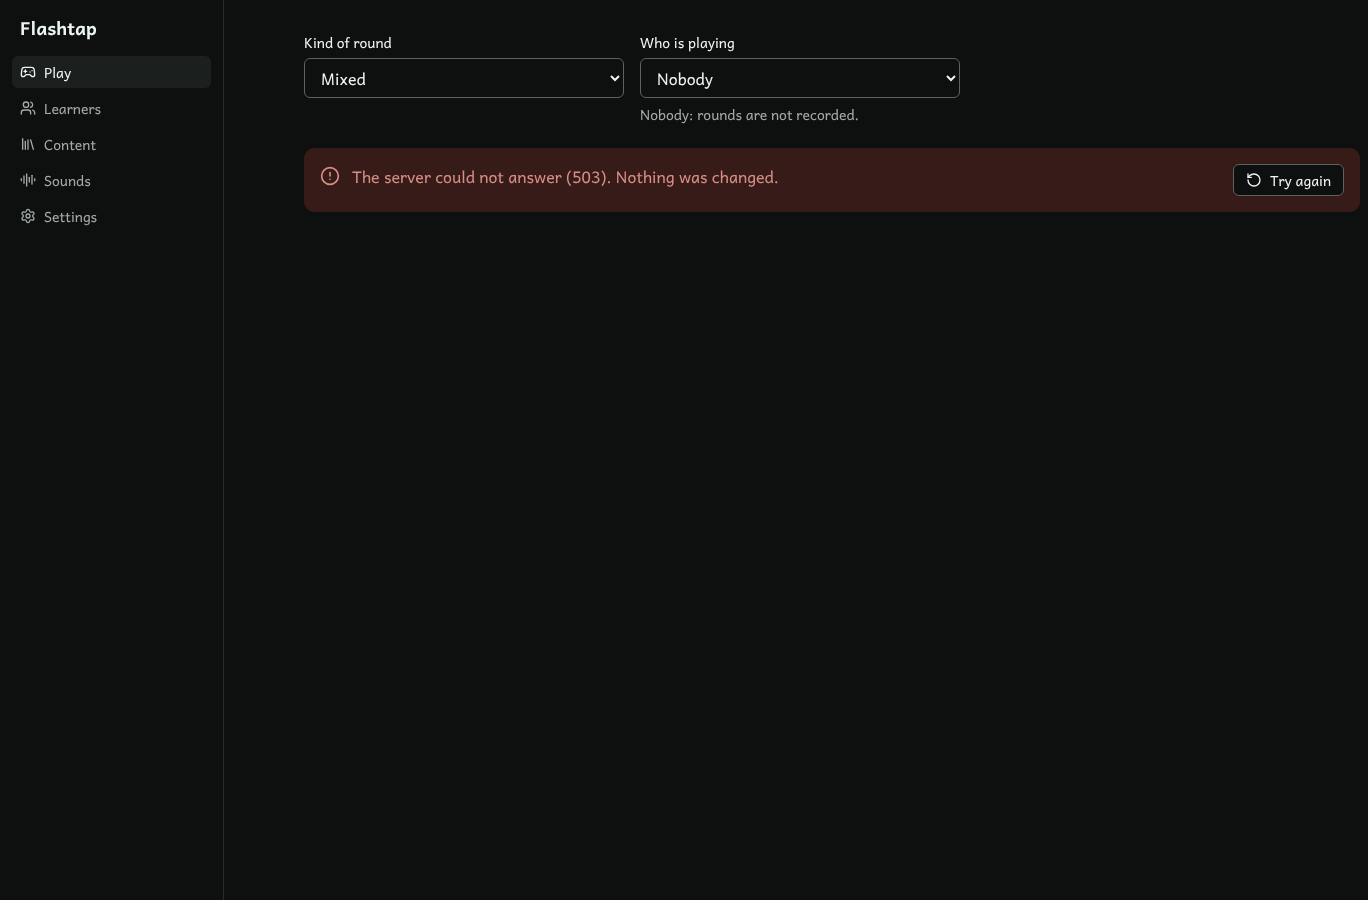 Flashtap
Play
Learners
Content
Sounds
Settings
Kind of round
Mixed
Who is playing
Nobody
Nobody: rounds are not recorded.
The server could not answer (503). Nothing was changed.
Try again